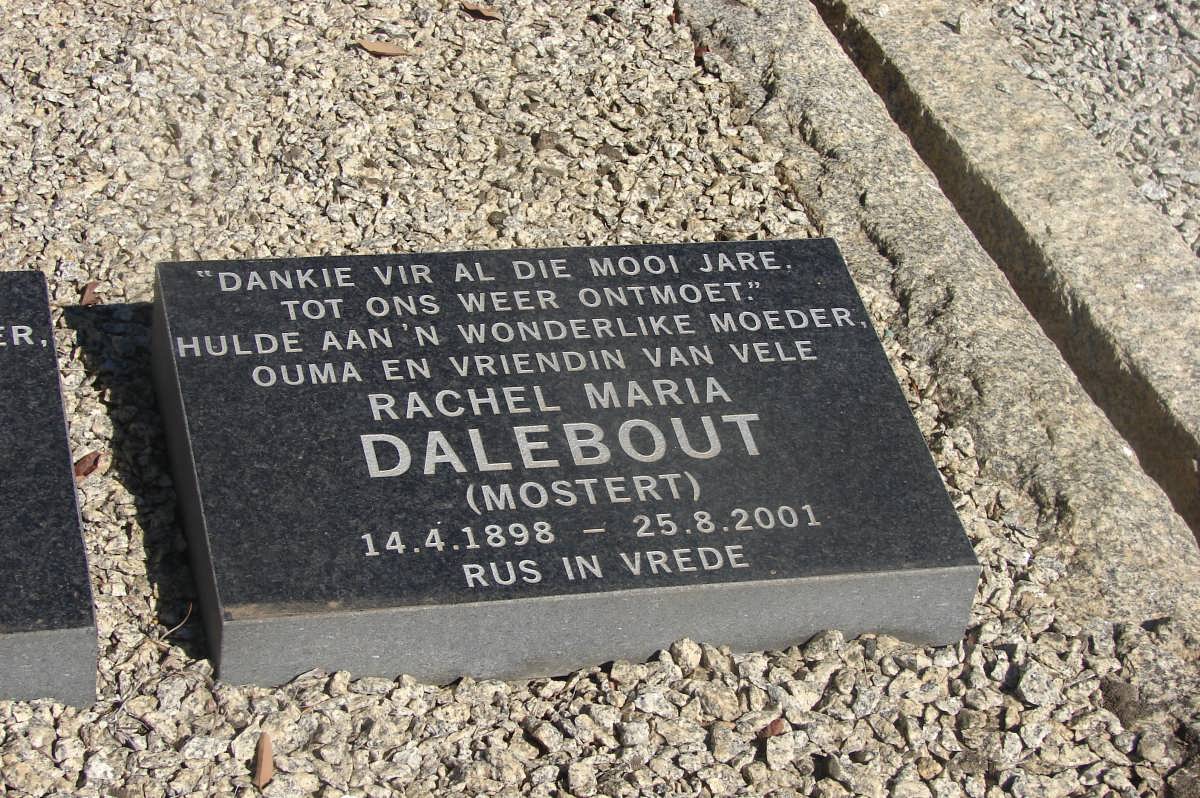 "DANKIE VIR AL DIE MOOI JARE,
TOT ONS WEER ONTMOET."
HULDE AAN 'N WONDERLIKE MOEDER,
OUMA EN VRIENDIN VAN VELE
RACHEL MARIA
DALEBOUT
(MOSTERT)
14.4.1898 – 25.8.2001
RUS IN VREDE
ER,